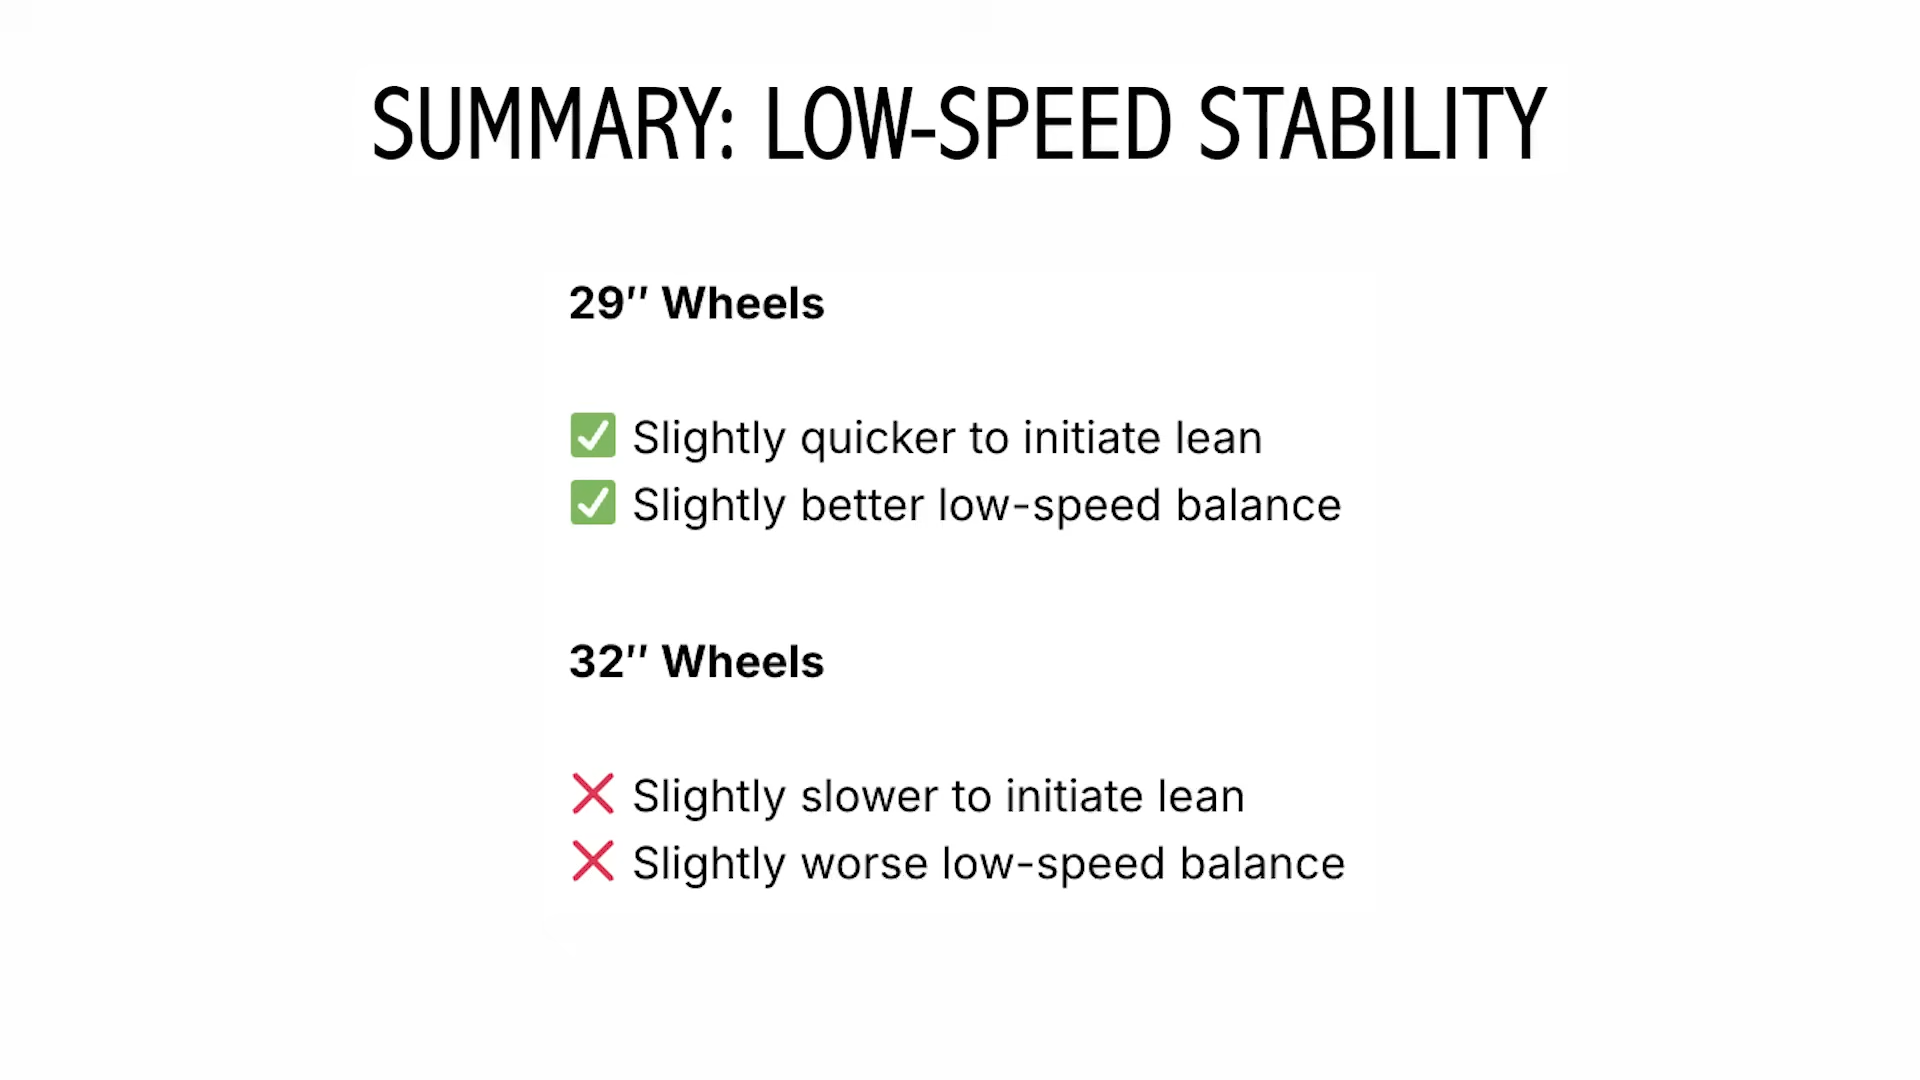 SUMMARY: LOW-SPEED STABILITY
29″ Wheels
✅ Slightly quicker to initiate lean
✅ Slightly better low-speed balance
32″ Wheels
❌ Slightly slower to initiate lean
❌ Slightly worse low-speed balance